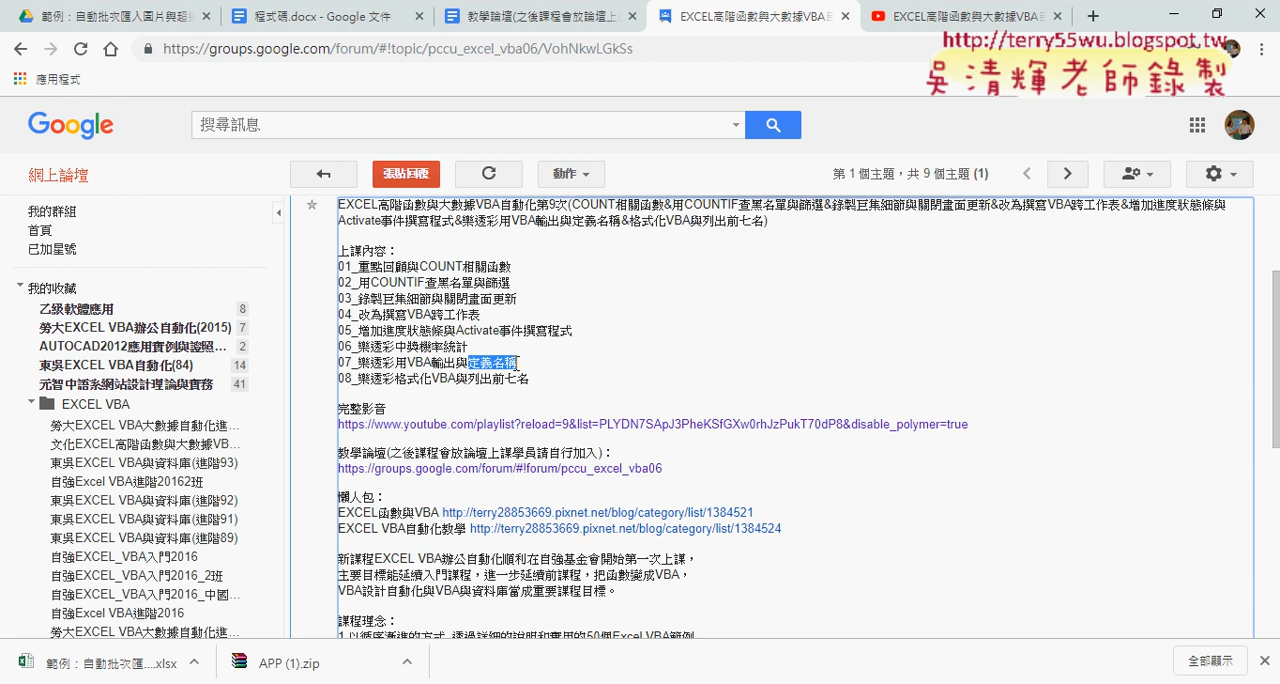 範例：自動批次匯入圖片與超
程式碼.docx - Google 文件
教學論壇(之後課程會放論壇上
EXCEL高階函數與大數據VBA自
EXCEL高階函數與大數據VBA自
https://groups.google.com/forum/#!topic/pccu_excel_vba06/VohNkwLGkSs
http://terry55wu.blogspot.tw
吳清輝老師錄製
應用程式
Google
搜尋訊息
網上論壇
張貼回覆
動作
第 1 個主題，共 9 個主題 (1)
我的群組
首頁
已加星號
我的收藏
乙級軟體應用 8
勞大EXCEL VBA辦公自動化(2015) 7
AUTOCAD2012應用實例與證照... 2
東吳EXCEL VBA自動化(84) 14
元智中語系網站設計理論與實務 41
EXCEL VBA
勞大EXCEL VBA大數據自動化進...
文化EXCEL高階函數與大數據VB...
東吳EXCEL VBA與資料庫(進階93)
自強Excel VBA進階20162班
東吳EXCEL VBA與資料庫(進階92)
東吳EXCEL VBA與資料庫(進階91)
東吳EXCEL VBA與資料庫(進階89)
自強EXCEL_VBA入門2016
自強EXCEL_VBA入門2016_2班
自強EXCEL_VBA入門2016_中國...
自強Excel VBA進階2016
勞大EXCEL VBA大數據自動化進...
EXCEL高階函數與大數據VBA自動化第9次(COUNT相關函數&用COUNTIF查黑名單與篩選&錄製巨集細節與關閉畫面更新&改為撰寫VBA跨工作表&增加進度狀態條與
Activate事件撰寫程式&樂透彩用VBA輸出與定義名稱&格式化VBA與列出前七名)
上課內容：
01_重點回顧與COUNT相關函數
02_用COUNTIF查黑名單與篩選
03_錄製巨集細節與關閉畫面更新
04_改為撰寫VBA跨工作表
05_增加進度狀態條與Activate事件撰寫程式
06_樂透彩中獎機率統計
07_樂透彩用VBA輸出與定義名稱
08_樂透彩格式化VBA與列出前七名
完整影音
https://www.youtube.com/playlist?reload=9&list=PLYDN7SApJ3PheKSfGXw0rhJzPukT70dP8&disable_polymer=true
教學論壇(之後課程會放論壇上課學員請自行加入)：
https://groups.google.com/forum/#!forum/pccu_excel_vba06
懶人包：
EXCEL函數與VBA http://terry28853669.pixnet.net/blog/category/list/1384521
EXCEL VBA自動化教學 http://terry28853669.pixnet.net/blog/category/list/1384524
新課程EXCEL VBA辦公自動化順利在自強基金會開始第一次上課，
主要目標能延續入門課程，進一步延續前課程，把函數變成VBA，
VBA設計自動化與VBA與資料庫當成重要課程目標。
課程理念：
1.以循序漸進的方式，透過詳細的說明和實用的50個Excel VBA範例
範例：自動批次匯....xlsx
APP (1).zip
全部顯示